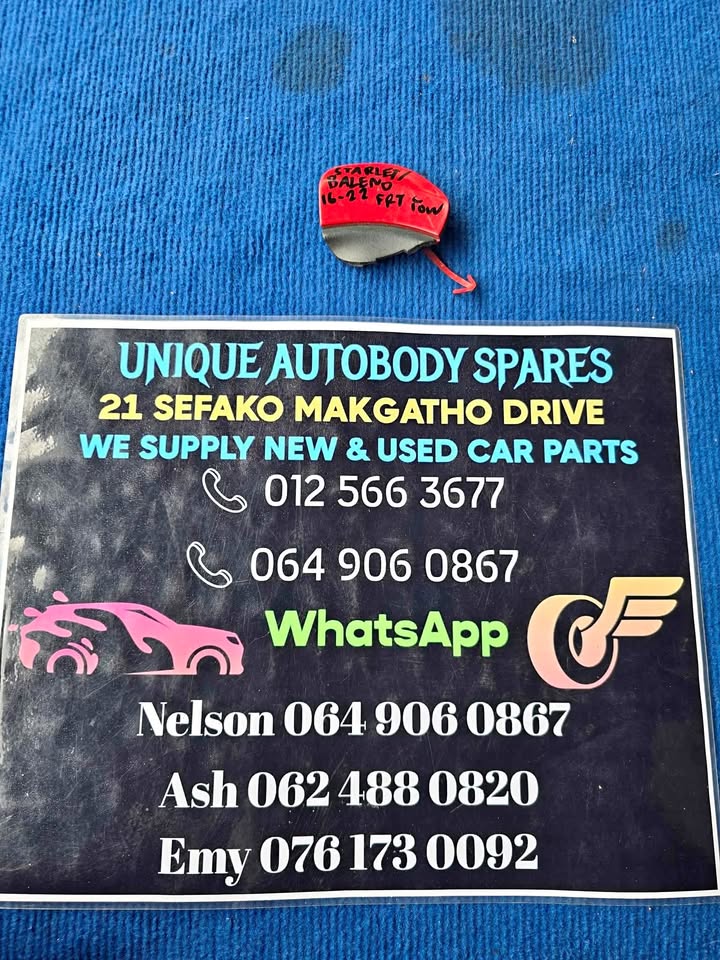 STARLET/
BALENO
16-22 FRT TOW
UNIQUE AUTOBODY SPARES
21 SEFAKO MAKGATHO DRIVE
WE SUPPLY NEW & USED CAR PARTS
012 566 3677
064 906 0867
WhatsApp
Nelson 064 906 0867
Ash 062 488 0820
Emy 076 173 0092